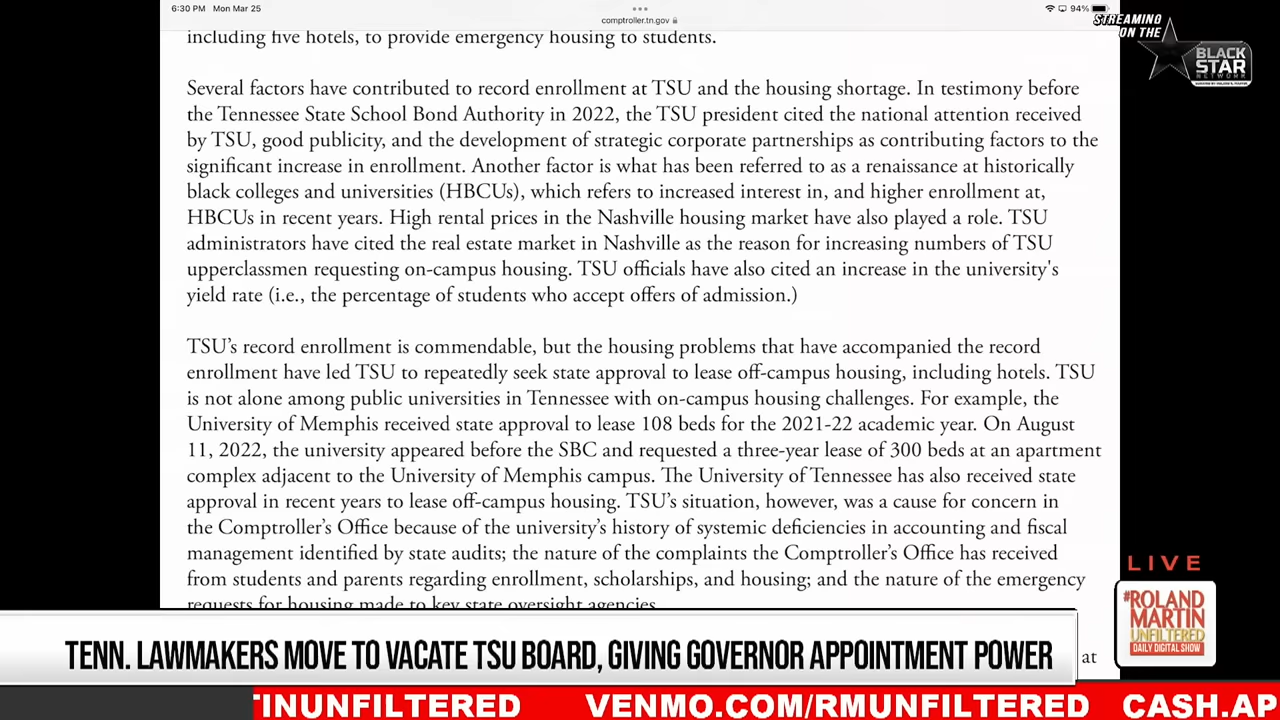 6:30 PM Mon Mar 25
comptroller.tn.gov
94%
STREAMING
ON THE
BLACK
STAR
NETWORK
including five hotels, to provide emergency housing to students.
Several factors have contributed to record enrollment at TSU and the housing shortage. In testimony before
the Tennessee State School Bond Authority in 2022, the TSU president cited the national attention received
by TSU, good publicity, and the development of strategic corporate partnerships as contributing factors to the
significant increase in enrollment. Another factor is what has been referred to as a renaissance at historically
black colleges and universities (HBCUs), which refers to increased interest in, and higher enrollment at,
HBCUs in recent years. High rental prices in the Nashville housing market have also played a role. TSU
administrators have cited the real estate market in Nashville as the reason for increasing numbers of TSU
upperclassmen requesting on-campus housing. TSU officials have also cited an increase in the university's
yield rate (i.e., the percentage of students who accept offers of admission.)
TSU's record enrollment is commendable, but the housing problems that have accompanied the record
enrollment have led TSU to repeatedly seek state approval to lease off-campus housing, including hotels. TSU
is not alone among public universities in Tennessee with on-campus housing challenges. For example, the
University of Memphis received state approval to lease 108 beds for the 2021-22 academic year. On August
11, 2022, the university appeared before the SBC and requested a three-year lease of 300 beds at an apartment
complex adjacent to the University of Memphis campus. The University of Tennessee has also received state
approval in recent years to lease off-campus housing. TSU's situation, however, was a cause for concern in
the Comptroller's Office because of the university's history of systemic deficiencies in accounting and fiscal
management identified by state audits; the nature of the complaints the Comptroller's Office has received
from students and parents regarding enrollment, scholarships, and housing; and the nature of the emergency
requests for housing made to key state oversight agencies.
at
LIVE
#ROLAND
MARTIN
UNFILTERED
DAILY DIGITAL SHOW
TENN. LAWMAKERS MOVE TO VACATE TSU BOARD, GIVING GOVERNOR APPOINTMENT POWER
TINUNFILTERED VENMO.COM/RMUNFILTERED CASH.AP